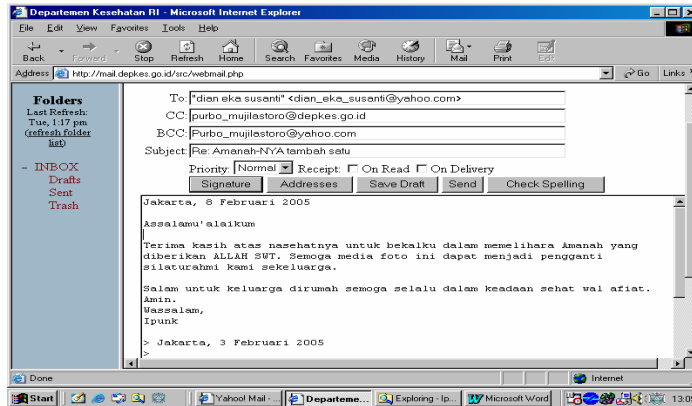 Departemen Kesehatan RI - Microsoft Internet Explorer
File Edit View Favorites Tools Help
Back Forward Stop Refresh Home Search Favorites Media History Mail Print Edit
Address http://mail.depkes.go.id/src/webmail.php Go Links
Folders
Last Refresh:
Tue, 1:17 pm
(refresh folder
list)
- INBOX
Drafts
Sent
Trash
To: "dian eka susanti" <dian_eka_susanti@yahoo.com>
CC: purbo_mujilastoro@depkes.go.id
BCC: Purbo_mujilastoro@yahoo.com
Subject: Re: Amanah-NYA tambah satu
Priority: Normal Receipt: On Read On Delivery
Signature Addresses Save Draft Send Check Spelling
Jakarta, 8 Februari 2005
Assalamu'alaikum
Terima kasih atas nasehatnya untuk bekalku dalam memelihara Amanah yang
diberikan ALLAH SWT. Semoga media foto ini dapat menjadi pengganti
silaturahmi kami sekeluarga.
Salam untuk keluarga dirumah semoga selalu dalam keadaan sehat wal afiat.
Amin.
Wassalam,
Ipunk
> Jakarta, 3 Februari 2005
>
Done Internet
Start Yahoo! Mail - ... Departeme... Exploring - Ip... Microsoft Word 13:05